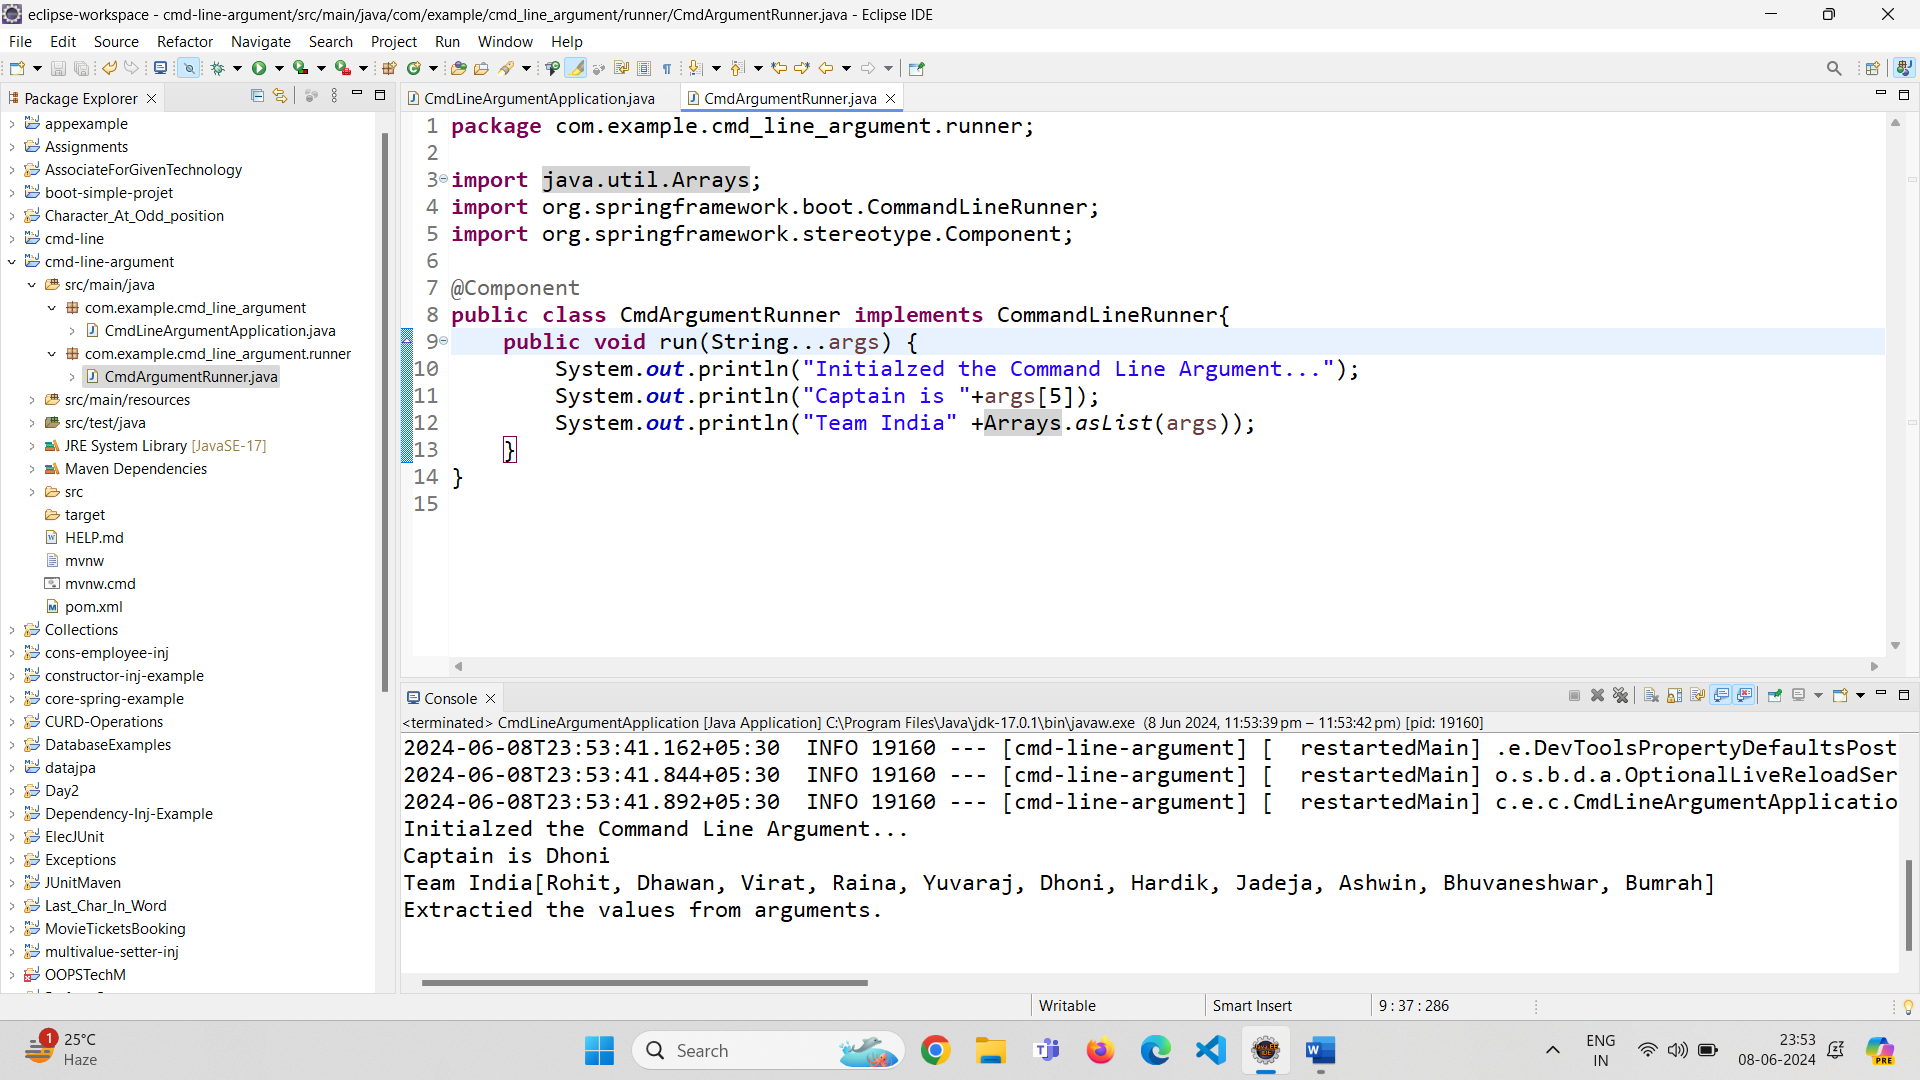 eclipse-workspace - cmd-line-argument/src/main/java/com/example/cmd_line_argument/runner/CmdArgumentRunner.java - Eclipse IDE
File Edit Source Refactor Navigate Search Project Run Window Help
Package Explorer
appexample
Assignments
AssociateForGivenTechnology
boot-simple-projet
Character_At_Odd_position
cmd-line
cmd-line-argument
src/main/java
com.example.cmd_line_argument
CmdLineArgumentApplication.java
com.example.cmd_line_argument.runner
CmdArgumentRunner.java
src/main/resources
src/test/java
JRE System Library [JavaSE-17]
Maven Dependencies
src
target
HELP.md
mvnw
mvnw.cmd
pom.xml
Collections
cons-employee-inj
constructor-inj-example
core-spring-example
CURD-Operations
DatabaseExamples
datajpa
Day2
Dependency-Inj-Example
ElecJUnit
Exceptions
JUnitMaven
Last_Char_In_Word
MovieTicketsBooking
multivalue-setter-inj
OOPSTechM
CmdLineArgumentApplication.java CmdArgumentRunner.java
1 package com.example.cmd_line_argument.runner;
2
3 import java.util.Arrays;
4 import org.springframework.boot.CommandLineRunner;
5 import org.springframework.stereotype.Component;
6
7 @Component
8 public class CmdArgumentRunner implements CommandLineRunner{
9 public void run(String...args) {
10 System.out.println("Initialzed the Command Line Argument...");
11 System.out.println("Captain is "+args[5]);
12 System.out.println("Team India" +Arrays.asList(args));
13 }
14 }
15
Console
<terminated> CmdLineArgumentApplication [Java Application] C:\Program Files\Java\jdk-17.0.1\bin\javaw.exe (8 Jun 2024, 11:53:39 pm – 11:53:42 pm) [pid: 19160]
2024-06-08T23:53:41.162+05:30 INFO 19160 --- [cmd-line-argument] [ restartedMain] .e.DevToolsPropertyDefaultsPost
2024-06-08T23:53:41.844+05:30 INFO 19160 --- [cmd-line-argument] [ restartedMain] o.s.b.d.a.OptionalLiveReloadSer
2024-06-08T23:53:41.892+05:30 INFO 19160 --- [cmd-line-argument] [ restartedMain] c.e.c.CmdLineArgumentApplicatio
Initialzed the Command Line Argument...
Captain is Dhoni
Team India[Rohit, Dhawan, Virat, Raina, Yuvaraj, Dhoni, Hardik, Jadeja, Ashwin, Bhuvaneshwar, Bumrah]
Extractied the values from arguments.
Writable Smart Insert 9 : 37 : 286
1 25°C
Haze
Search
ENG
IN
23:53
08-06-2024
PRE